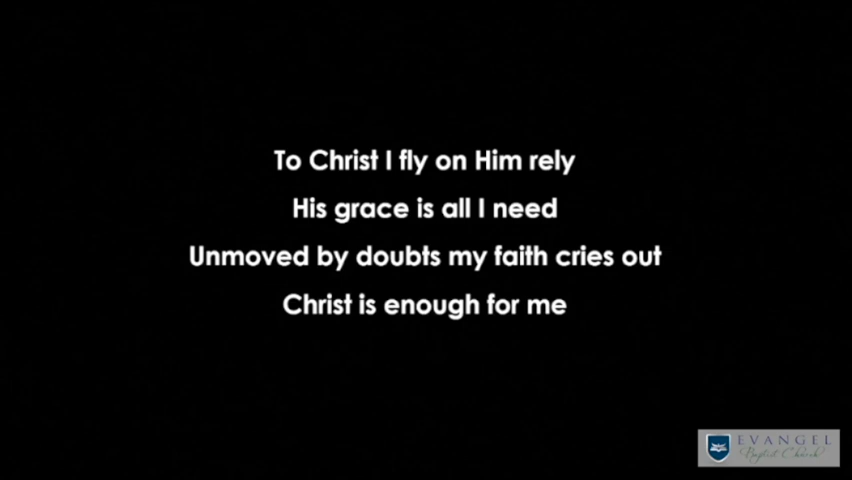 To Christ I fly on Him rely
His grace is all I need
Unmoved by doubts my faith cries out
Christ is enough for me
EVANGEL
Baptist Church